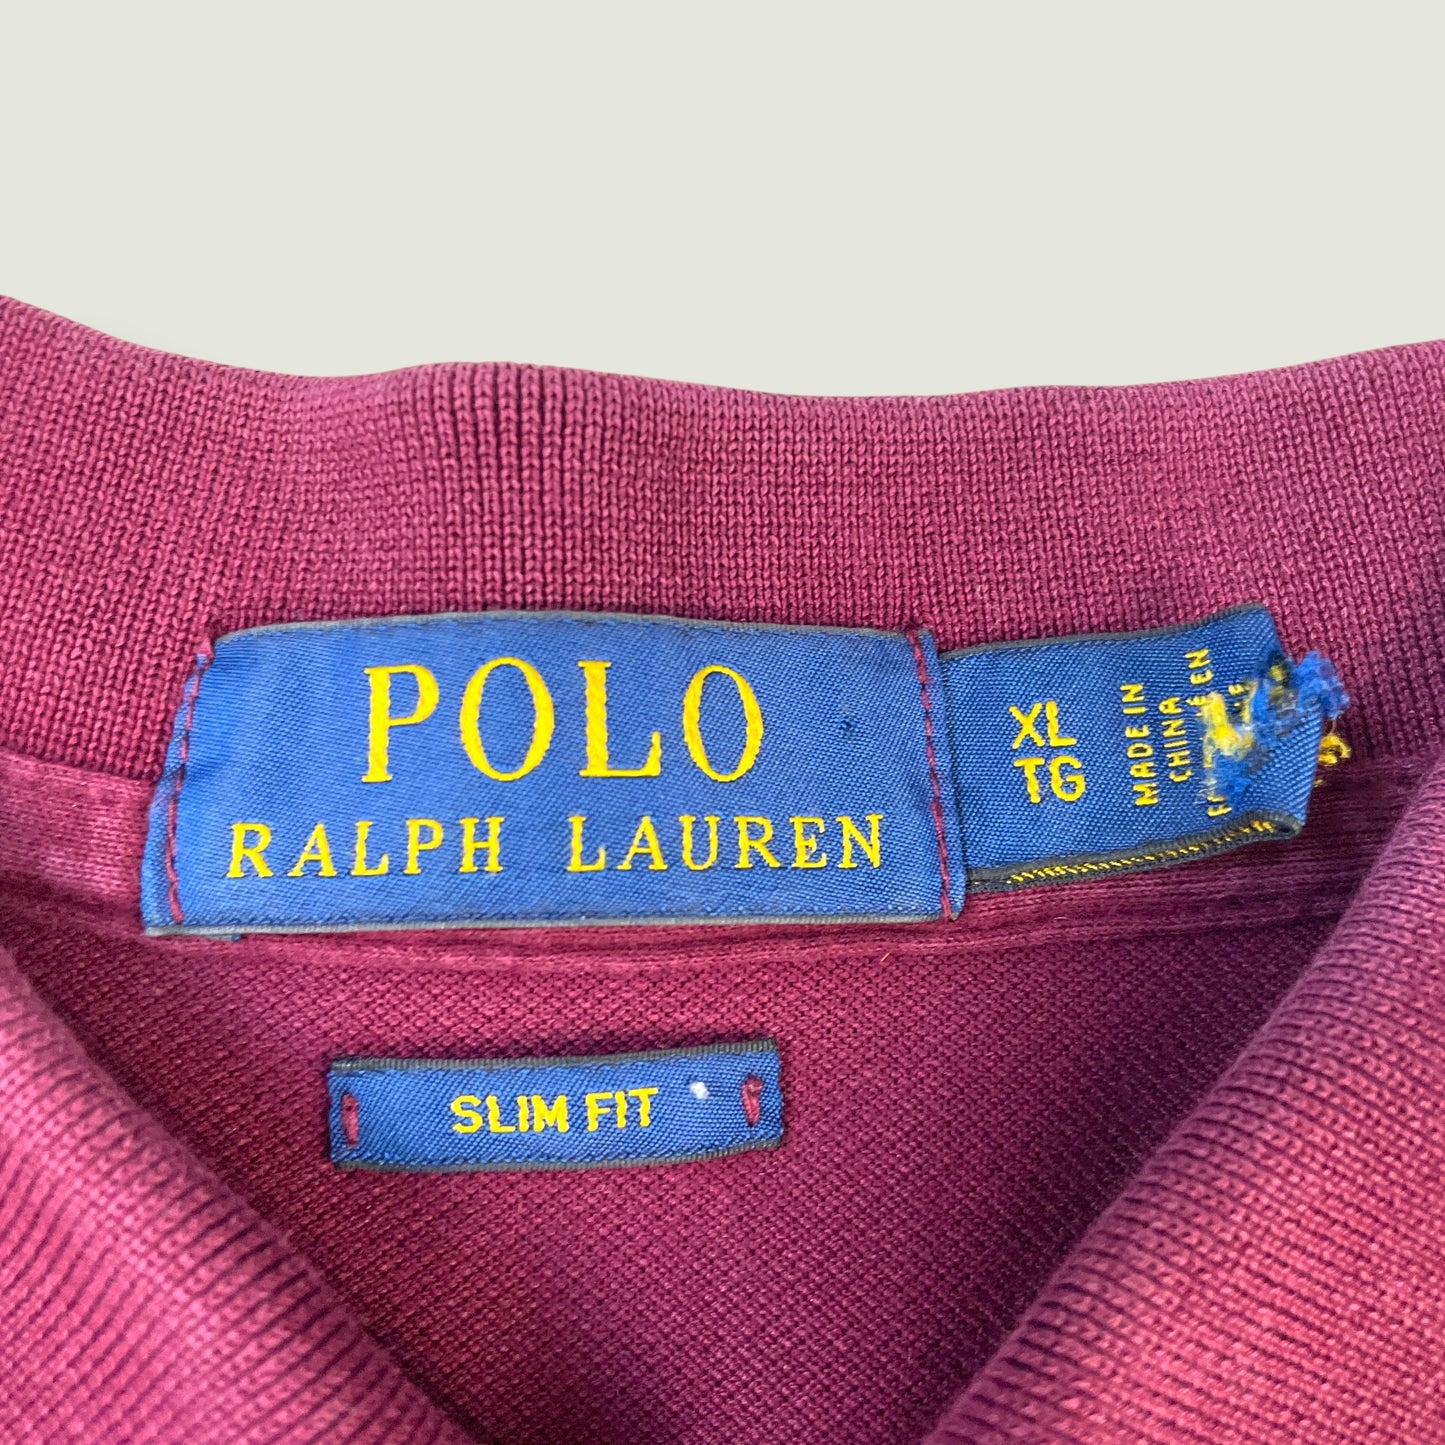 POLO
RALPH LAUREN
XL
TG
MADE IN
CHINA
SLIM FIT